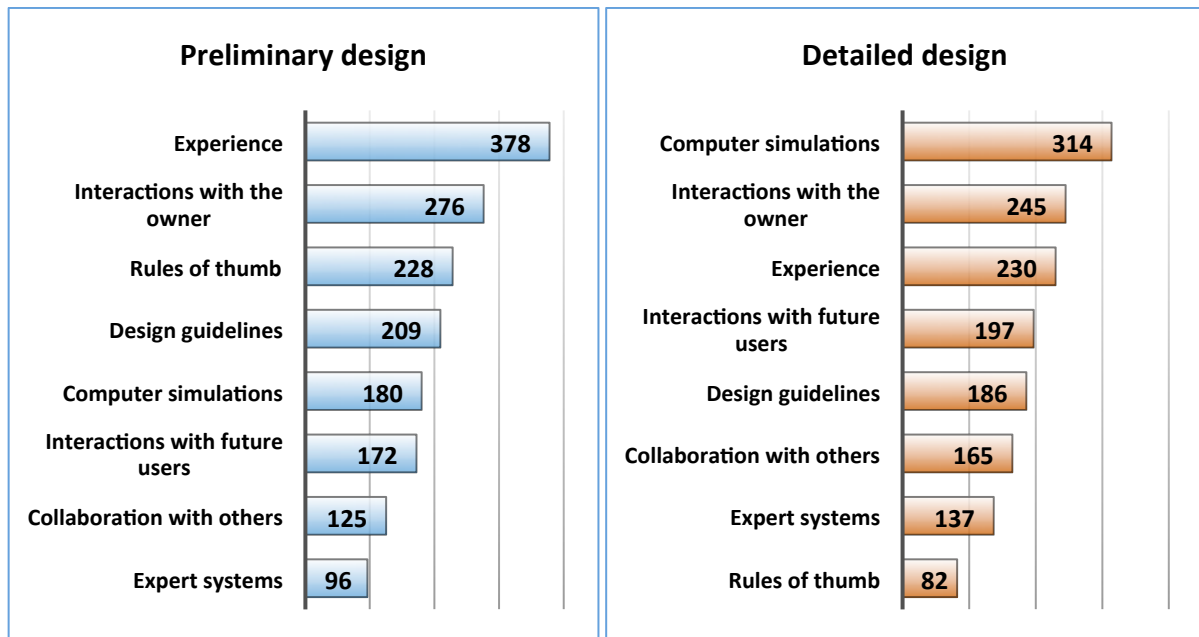 Preliminary design
Experience
378
Interactions with the
owner
276
Rules of thumb
228
Design guidelines
209
Computer simulations
180
Interactions with future
users
172
Collaboration with others
125
Expert systems
96
Detailed design
Computer simulations
314
Interactions with the
owner
245
Experience
230
Interactions with future
users
197
Design guidelines
186
Collaboration with others
165
Expert systems
137
Rules of thumb
82